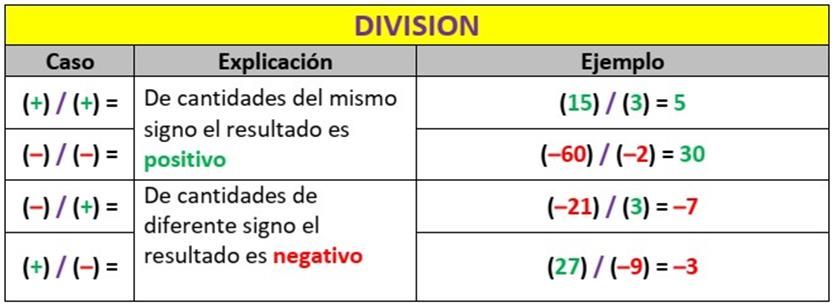 DIVISION
Caso Explicación Ejemplo
(+) / (+) = De cantidades del mismo signo el resultado es positivo (15) / (3) = 5
(–) / (–) = (–60) / (–2) = 30
(–) / (+) = De cantidades de diferente signo el resultado es negativo (–21) / (3) = –7
(+) / (–) = (27) / (–9) = –3